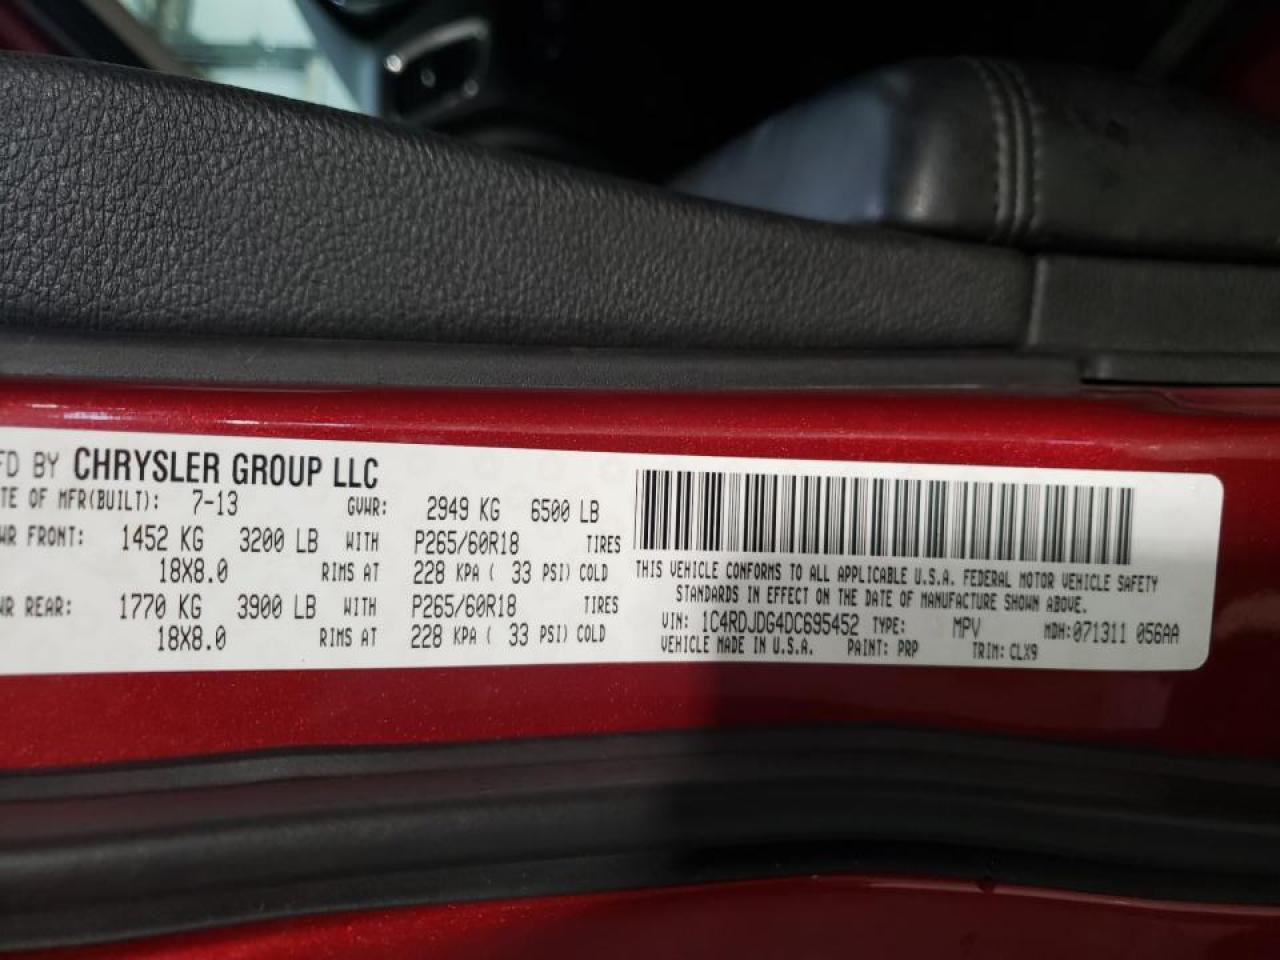 FD BY CHRYSLER GROUP LLC
TE OF MFR(BUILT): 7-13 GVWR: 2949 KG 6500 LB
WR FRONT: 1452 KG 3200 LB WITH P265/60R18 TIRES
18X8.0 RIMS AT 228 KPA ( 33 PSI) COLD
WR REAR: 1770 KG 3900 LB WITH P265/60R18 TIRES
18X8.0 RIMS AT 228 KPA ( 33 PSI) COLD
THIS VEHICLE CONFORMS TO ALL APPLICABLE U.S.A. FEDERAL MOTOR VEHICLE SAFETY
STANDARDS IN EFFECT ON THE DATE OF MANUFACTURE SHOWN ABOVE.
VIN: 1C4RDJDG4DC695452 TYPE: MPV MDH:071311 056AA
VEHICLE MADE IN U.S.A. PAINT: PRP TRIM: CLX9